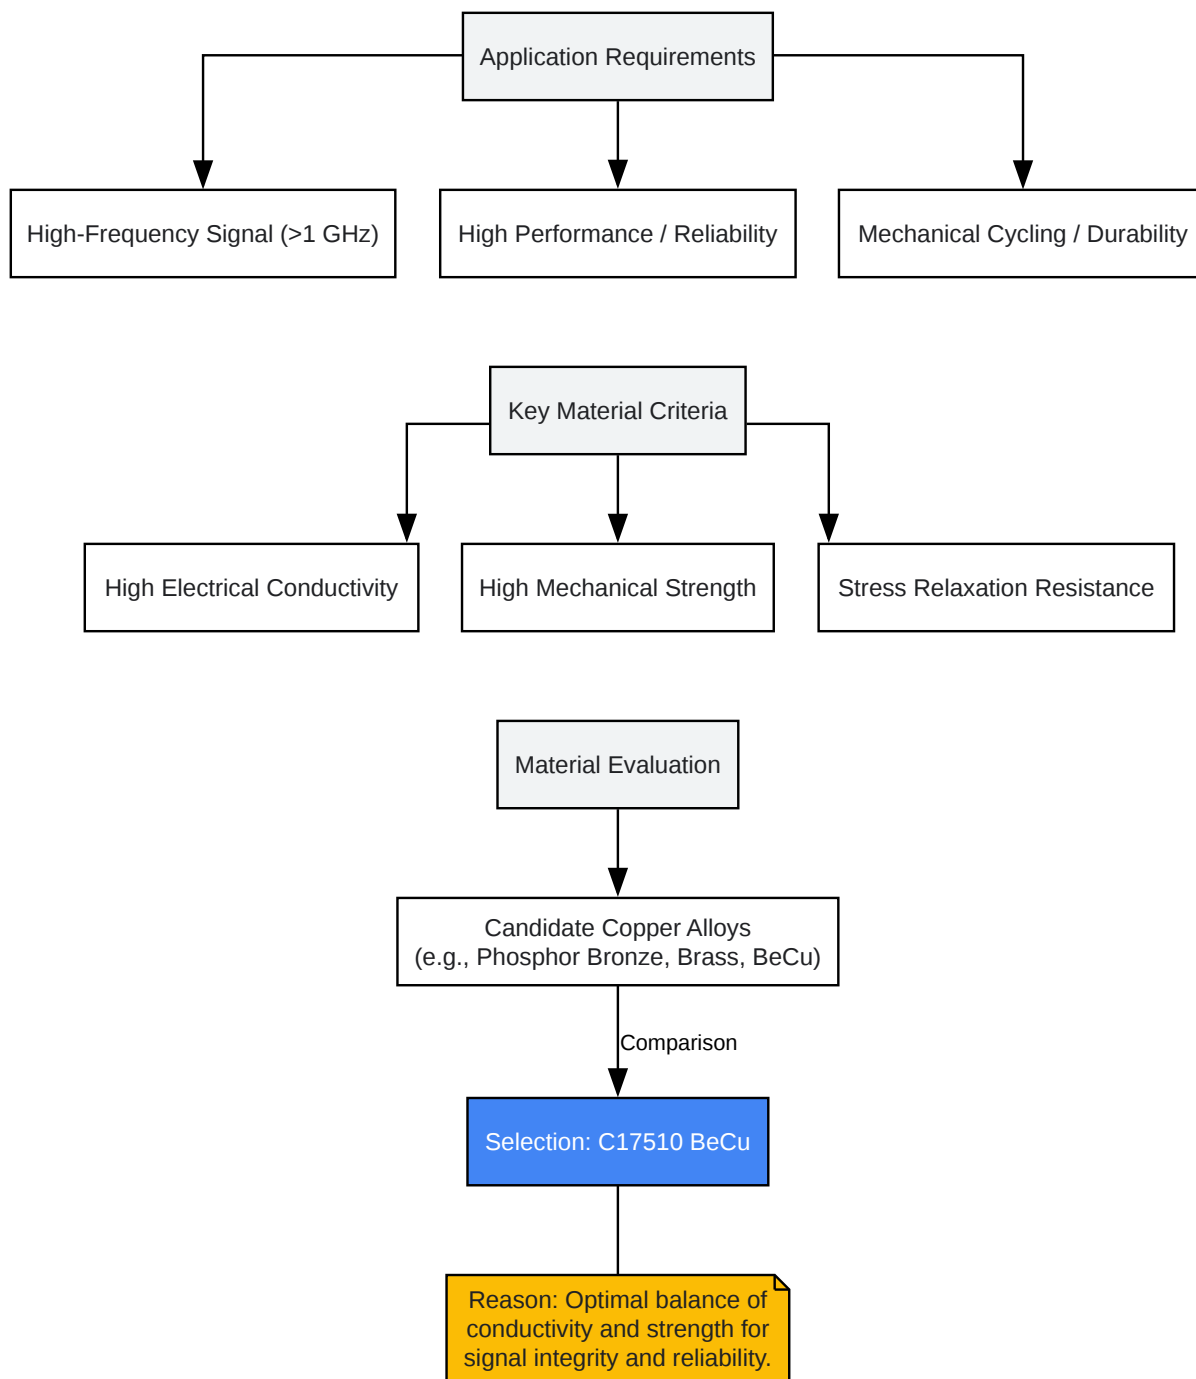 Application Requirements
High-Frequency Signal (>1 GHz)
High Performance / Reliability
Mechanical Cycling / Durability
Key Material Criteria
High Electrical Conductivity
High Mechanical Strength
Stress Relaxation Resistance
Material Evaluation
Candidate Copper Alloys
(e.g., Phosphor Bronze, Brass, BeCu)
Comparison
Selection: C17510 BeCu
Reason: Optimal balance of
conductivity and strength for
signal integrity and reliability.